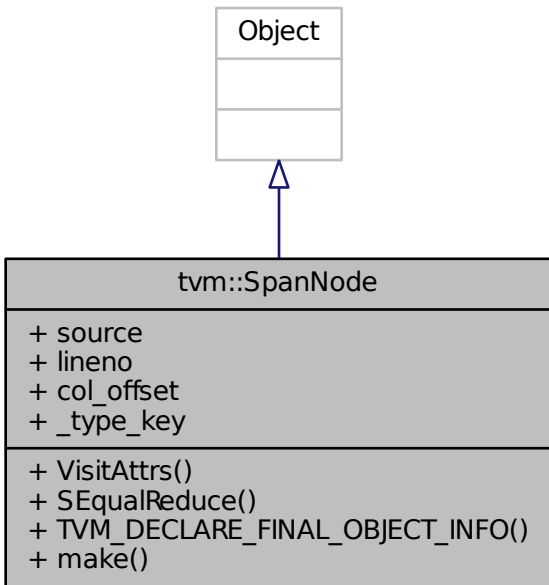 Object
tvm::SpanNode
+ source
+ lineno
+ col_offset
+ _type_key
+ VisitAttrs()
+ SEqualReduce()
+ TVM_DECLARE_FINAL_OBJECT_INFO()
+ make()